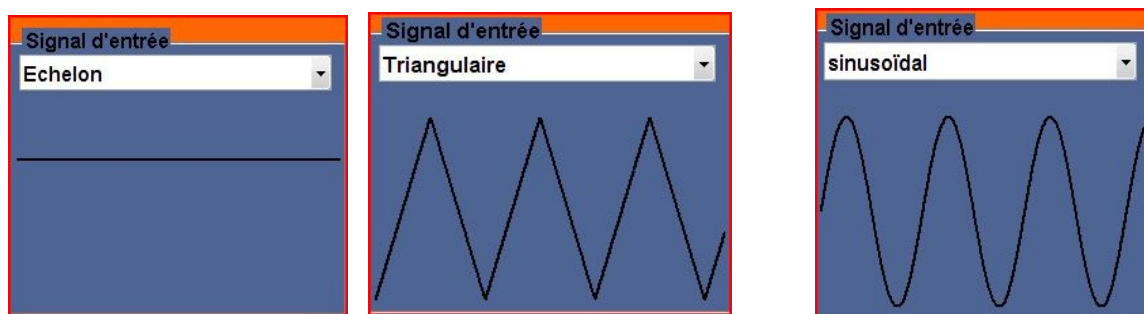 Signal d'entrée
Echelon
Signal d'entrée
Triangulaire
Signal d'entrée
sinusoïdal